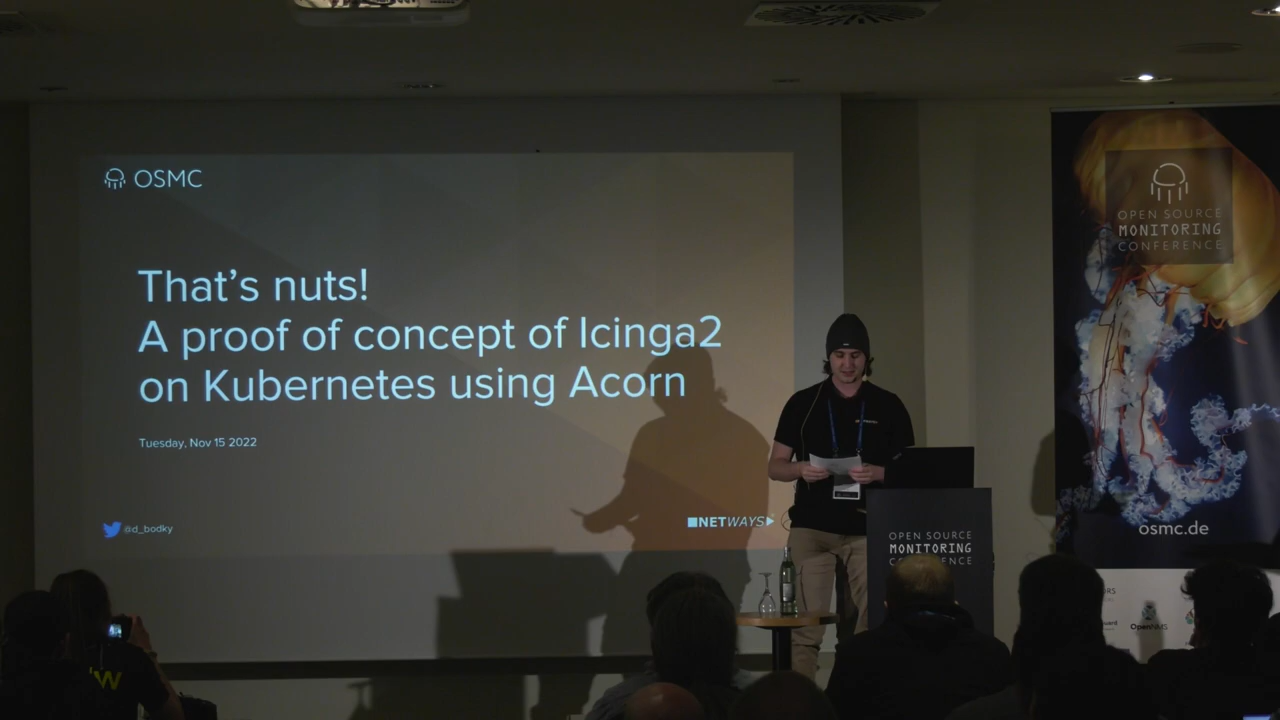 OSMC
That's nuts!
A proof of concept of Icinga2
on Kubernetes using Acorn
Tuesday, Nov 15 2022
@d_bodky
NETWAYS
OPEN SOURCE
MONITORING
CONFERENCE
osmc.de
OPEN SOURCE
MONITORING
OpenNMS
W